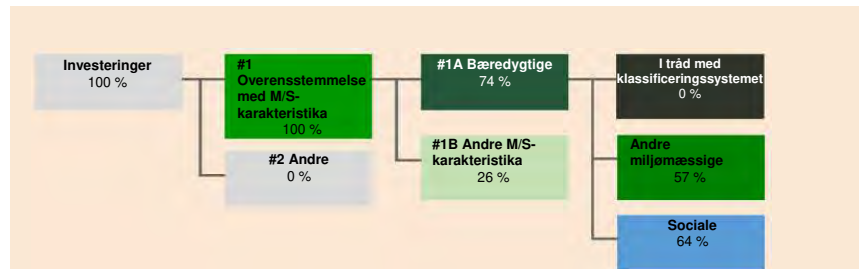 Investeringer
100 %
#1
Overensstemmelse
med M/S-
karakteristika
100 %
#2 Andre
0 %
#1A Bæredygtige
74 %
#1B Andre M/S-
karakteristika
26 %
I tråd med
klassificeringssystemet
0 %
Andre
miljømæssige
57 %
Sociale
64 %